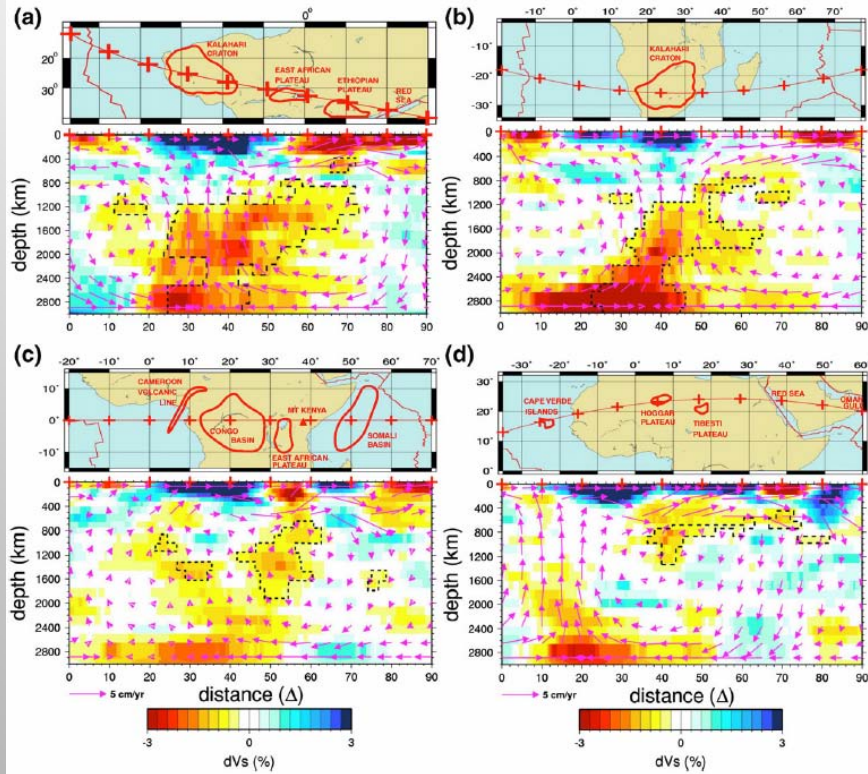 (a)
0°
20°
30°
KALAHARI
CRATON
EAST AFRICAN
PLATEAU
ETHIOPIAN
PLATEAU
RED
SEA
depth (km)
0
400
800
1200
1600
2000
2400
2800
0 10 20 30 40 50 60 70 80 90
(b)
-10° 0° 10° 20° 30° 40° 50° 60° 70°
0°
-10°
-20°
-30°
KALAHARI
CRATON
depth (km)
0
400
800
1200
1600
2000
2400
2800
0 10 20 30 40 50 60 70 80 90
(c)
-20° -10° 0° 10° 20° 30° 40° 50° 60° 70°
10°
0°
-10°
CAMEROON
VOLCANIC
LINE
CONGO
BASIN
MT KENYA
EAST AFRICAN
PLATEAU
SOMALI
BASIN
depth (km)
0
400
800
1200
1600
2000
2400
2800
0 10 20 30 40 50 60 70 80 90
5 cm/yr
distance (Δ)
-3 0 3
dVs (%)
(d)
-30° -20° -10° 0° 10° 20° 30° 40° 50° 60°
30°
20°
10°
0°
CAPE VERDE
ISLANDS
HOGGAR
PLATEAU
TIBESTI
PLATEAU
RED SEA
OMAN
GULF
depth (km)
0
400
800
1200
1600
2000
2400
2800
0 10 20 30 40 50 60 70 80 90
5 cm/yr
distance (Δ)
-3 0 3
dVs (%)